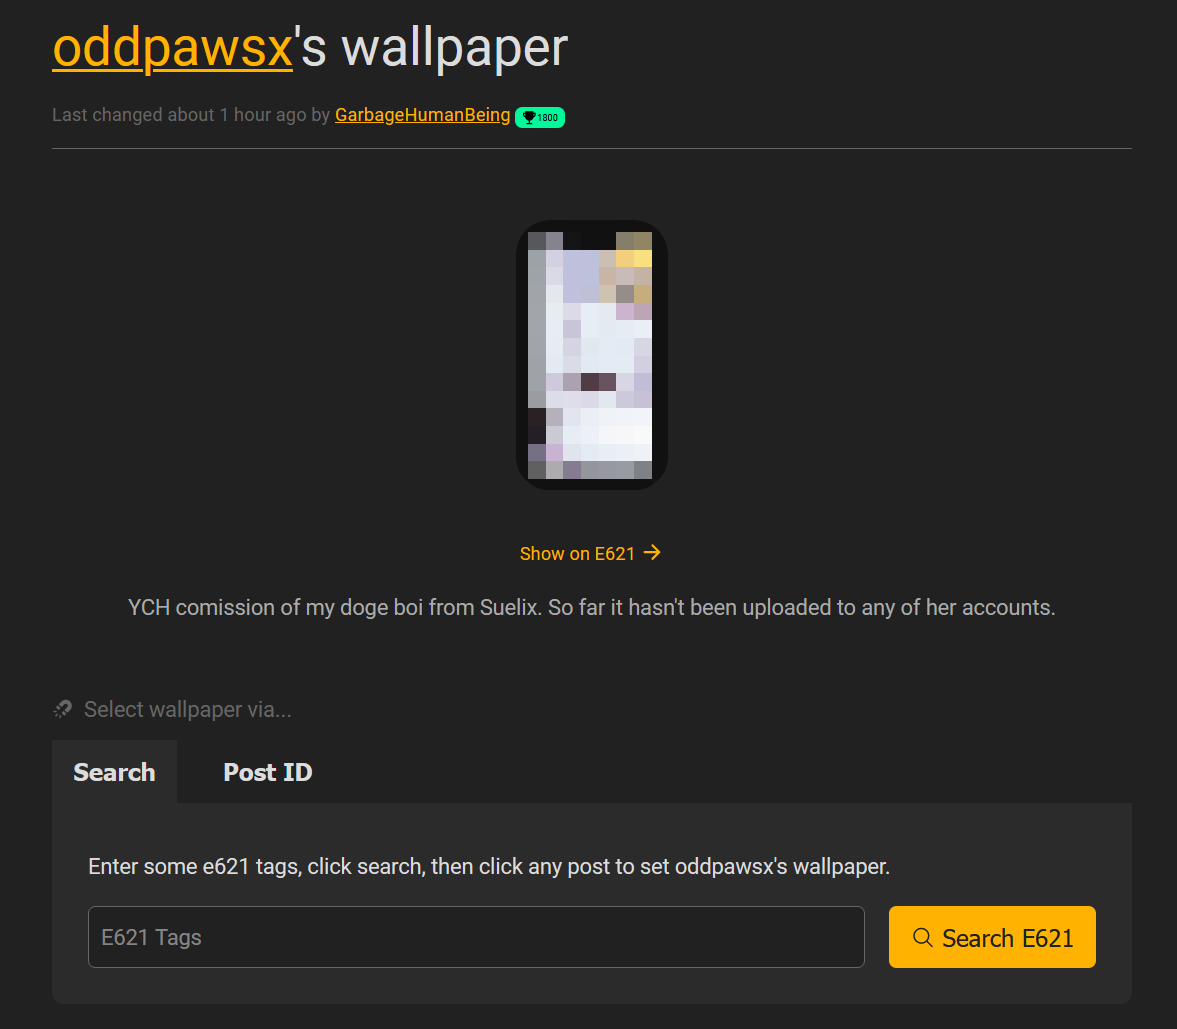 oddpawsx's wallpaper
Last changed about 1 hour ago by GarbageHumanBeing 1800
Show on E621 →
YCH comission of my doge boi from Suelix. So far it hasn't been uploaded to any of her accounts.
Select wallpaper via...
Search Post ID
Enter some e621 tags, click search, then click any post to set oddpawsx's wallpaper.
E621 Tags Search E621